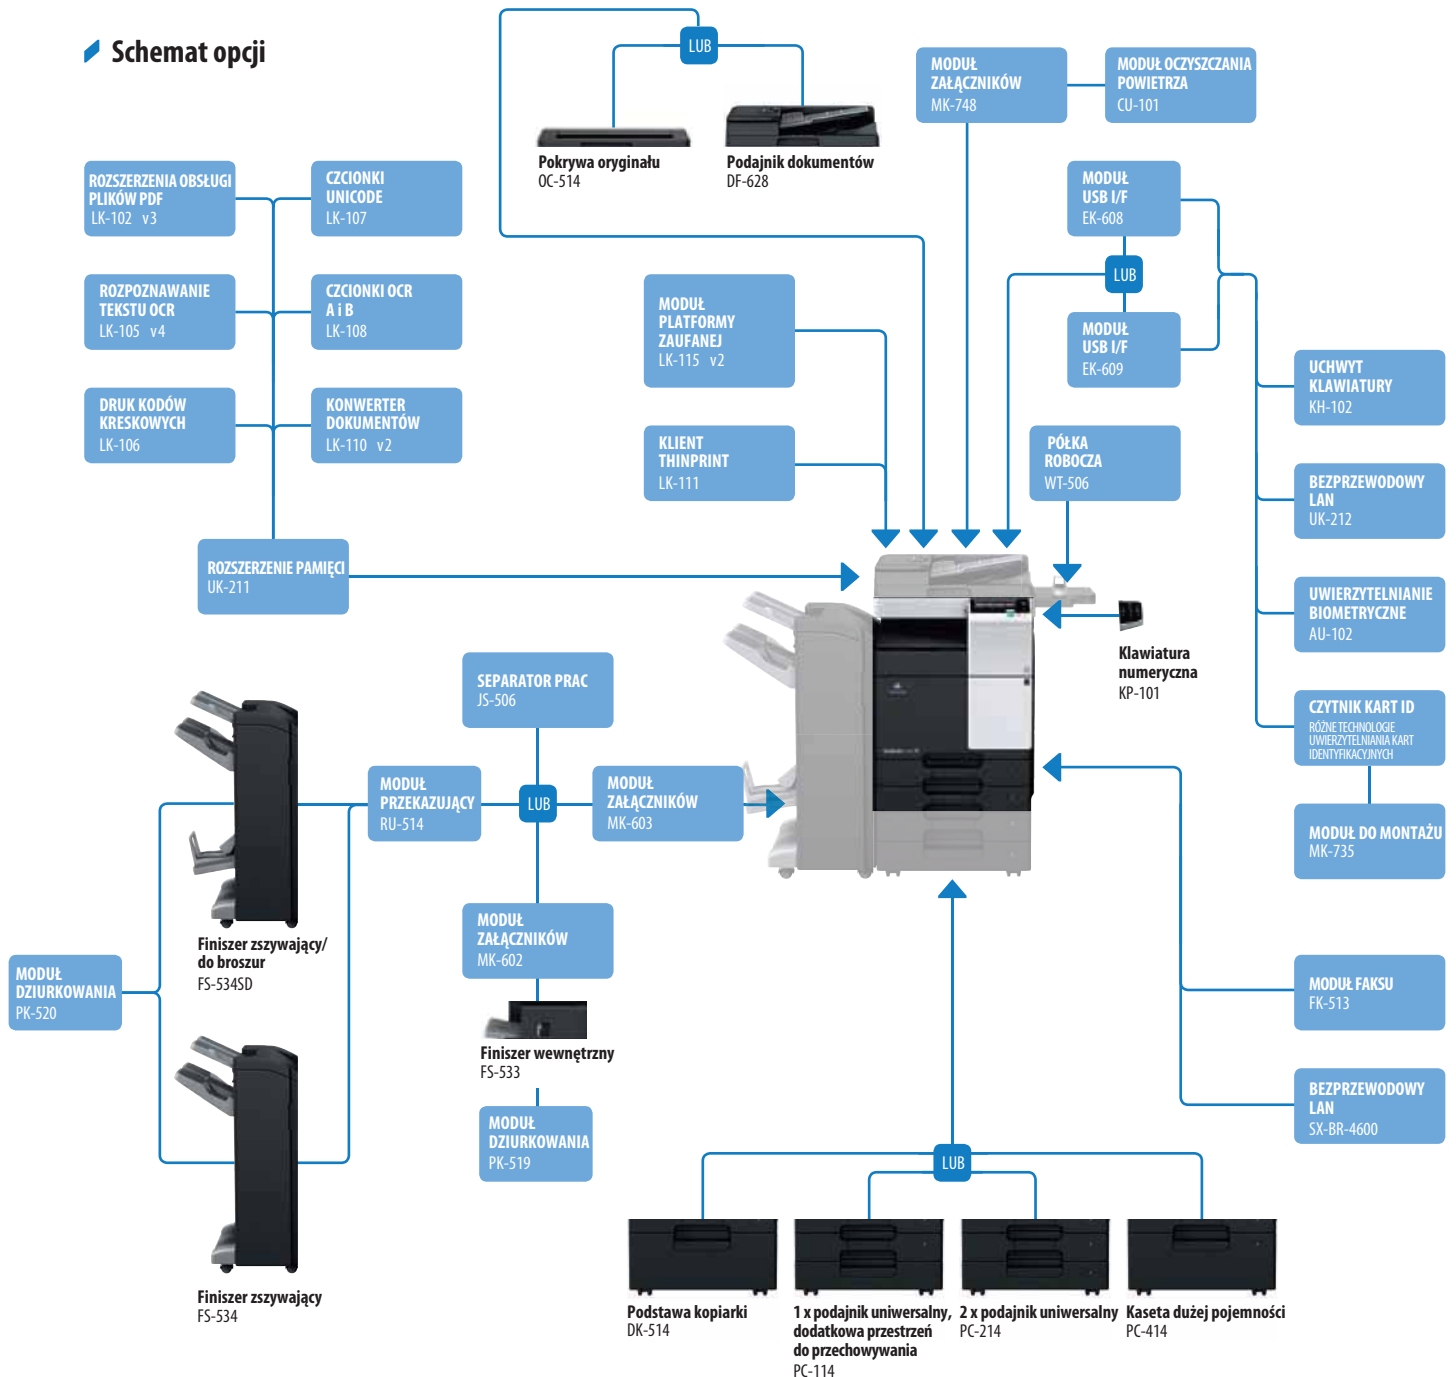 Schemat opcji
LUB
Pokrywa oryginału
OC-514
Podajnik dokumentów
DF-628
MODUŁ
ZAŁĄCZNIKÓW
MK-748
MODUŁ OCZYSZCZANIA
POWIETRZA
CU-101
ROZSZERZENIA OBSŁUGI
PLIKÓW PDF
LK-102 v3
CZCIONKI
UNICODE
LK-107
ROZPOZNAWANIE
TEKSTU OCR
LK-105 v4
CZCIONKI OCR
A i B
LK-108
DRUK KODÓW
KRESKOWYCH
LK-106
KONWERTER
DOKUMENTÓW
LK-110 v2
ROZSZERZENIE PAMIĘCI
UK-211
MODUŁ
PLATFORMY
ZAUFANEJ
LK-115 v2
KLIENT
THINPRINT
LK-111
MODUŁ
USB I/F
EK-608
LUB
MODUŁ
USB I/F
EK-609
PÓŁKA
ROBOCZA
WT-506
UCHWYT
KLAWIATURY
KH-102
BEZPRZEWODOWY
LAN
UK-212
UWIERZYTELNIANIE
BIOMETRYCZNE
AU-102
CZYTNIK KART ID
RÓŻNE TECHNOLOGIE
UWIERZYTELNIANIA KART
IDENTYFIKACYJNYCH
MODUŁ DO MONTAŻU
MK-735
Klawiatura
numeryczna
KP-101
SEPARATOR PRAC
JS-506
MODUŁ
PRZEKAZUJĄCY
RU-514
LUB
MODUŁ
ZAŁĄCZNIKÓW
MK-603
MODUŁ
ZAŁĄCZNIKÓW
MK-602
Finiszer wewnętrzny
FS-533
MODUŁ
DZIURKOWANIA
PK-519
Finiszer zszywający/
do broszur
FS-534SD
MODUŁ
DZIURKOWANIA
PK-520
Finiszer zszywający
FS-534
MODUŁ FAKSU
FK-513
BEZPRZEWODOWY
LAN
SX-BR-4600
LUB
Podstawa kopiarki
DK-514
1 x podajnik uniwersalny,
dodatkowa przestrzeń
do przechowywania
PC-114
2 x podajnik uniwersalny
PC-214
Kaseta dużej pojemności
PC-414